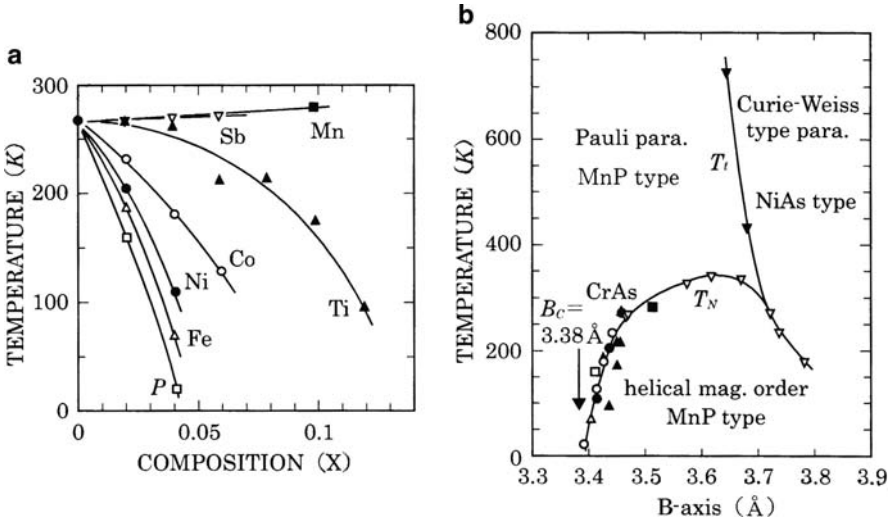 a
300
200
100
0
TEMPERATURE (K)
Sb
Mn
Co
Ni
Fe
Ti
P
0
0.05
0.1
COMPOSITION (X)
b
800
600
400
200
0
TEMPERATURE (K)
Pauli para.
MnP type
Curie-Weiss
type para.
Tt
NiAs type
CrAs
TN
BC=
3.38 Å
helical mag. order
MnP type
3.3 3.4 3.5 3.6 3.7 3.8 3.9
B-axis (Å)